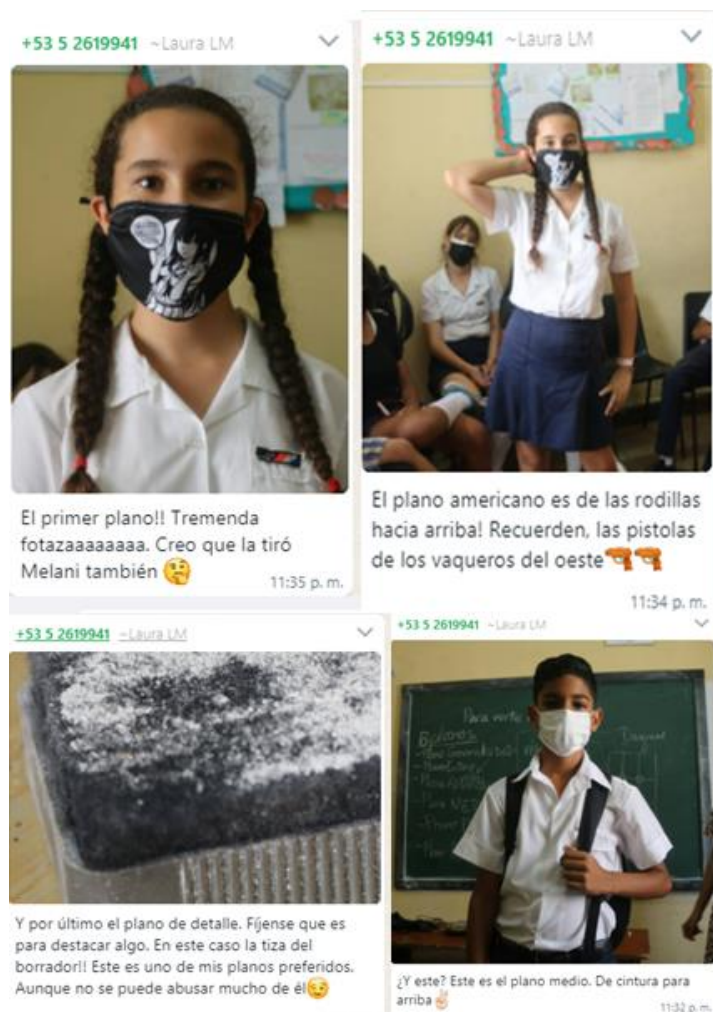 +53 5 2619941 ~Laura LM
El primer plano!! Tremenda
fotazaaaaaaaa. Creo que la tiró
Melani también 🤔
11:35 p. m.
+53 5 2619941 ~Laura LM
El plano americano es de las rodillas
hacia arriba! Recuerden, las pistolas
de los vaqueros del oeste🔫🔫
11:34 p. m.
+53 5 2619941 ~Laura LM
Y por último el plano de detalle. Fíjense que es
para destacar algo. En este caso la tiza del
borrador!! Este es uno de mis planos preferidos.
Aunque no se puede abusar mucho de él😉
+53 5 2619941 ~Laura LM
¿Y este? Este es el plano medio. De cintura para
arriba✌🏻
11:32 p. m.